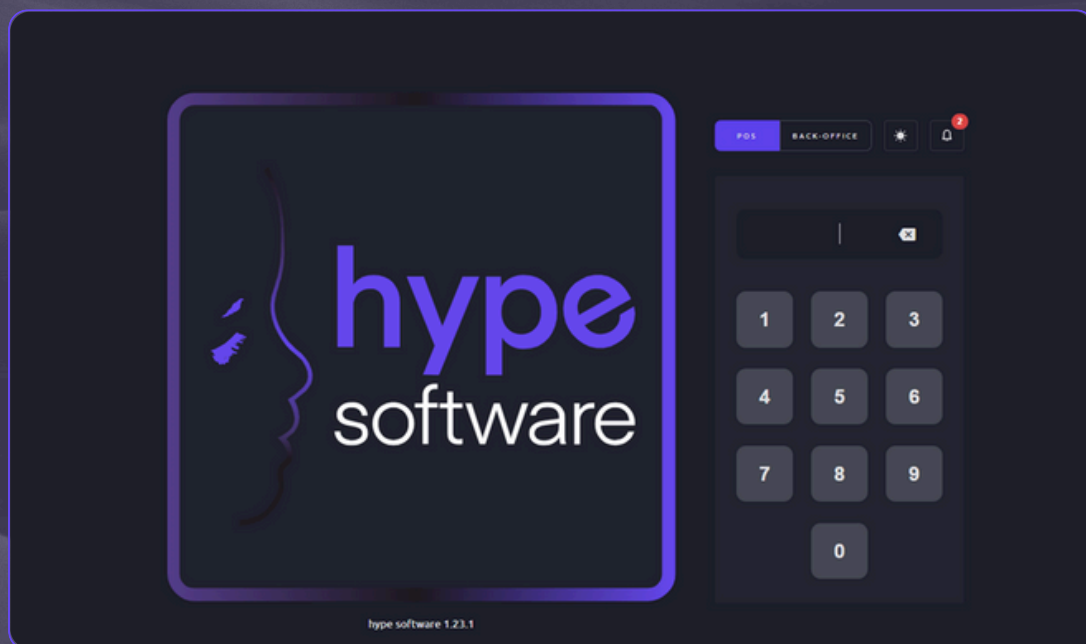 hype
software
hype software 1.23.1
POS BACK-OFFICE 2
1 2 3
4 5 6
7 8 9
0